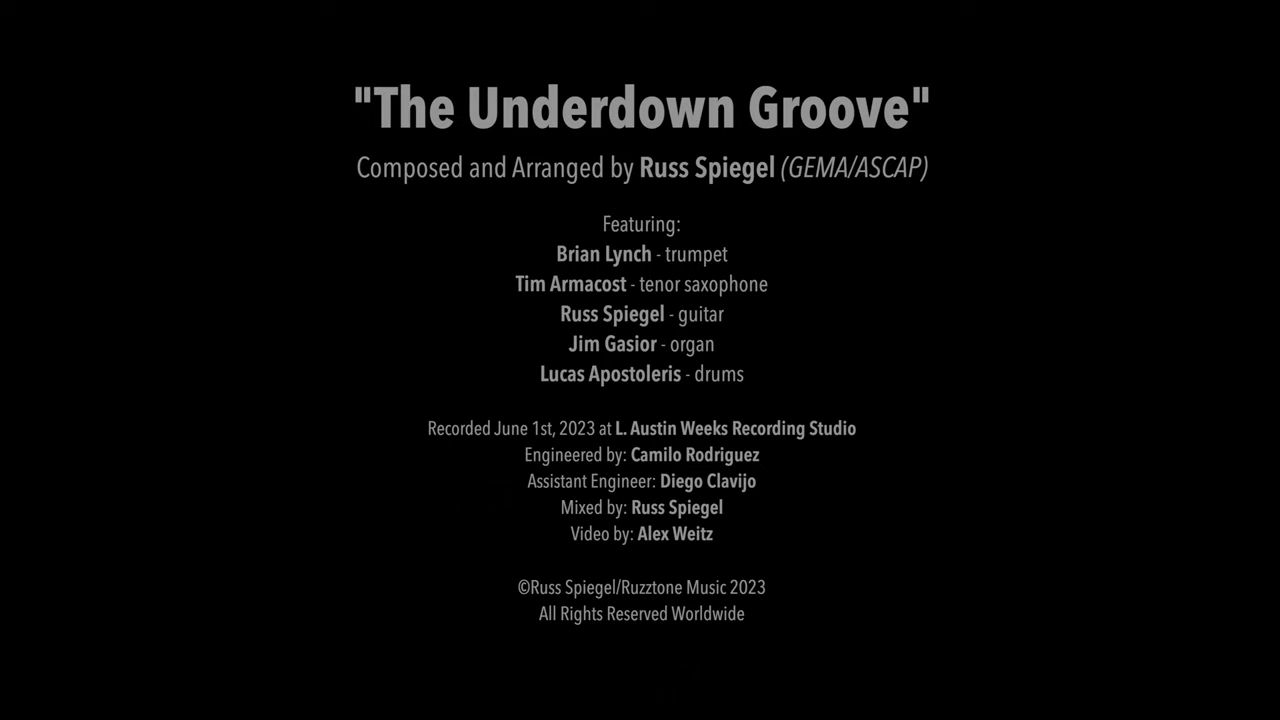 "The Underdown Groove"
Composed and Arranged by Russ Spiegel (GEMA/ASCAP)
Featuring:
Brian Lynch - trumpet
Tim Armacost - tenor saxophone
Russ Spiegel - guitar
Jim Gasior - organ
Lucas Apostoleris - drums
Recorded June 1st, 2023 at L. Austin Weeks Recording Studio
Engineered by: Camilo Rodriguez
Assistant Engineer: Diego Clavijo
Mixed by: Russ Spiegel
Video by: Alex Weitz
©Russ Spiegel/Ruzztone Music 2023
All Rights Reserved Worldwide